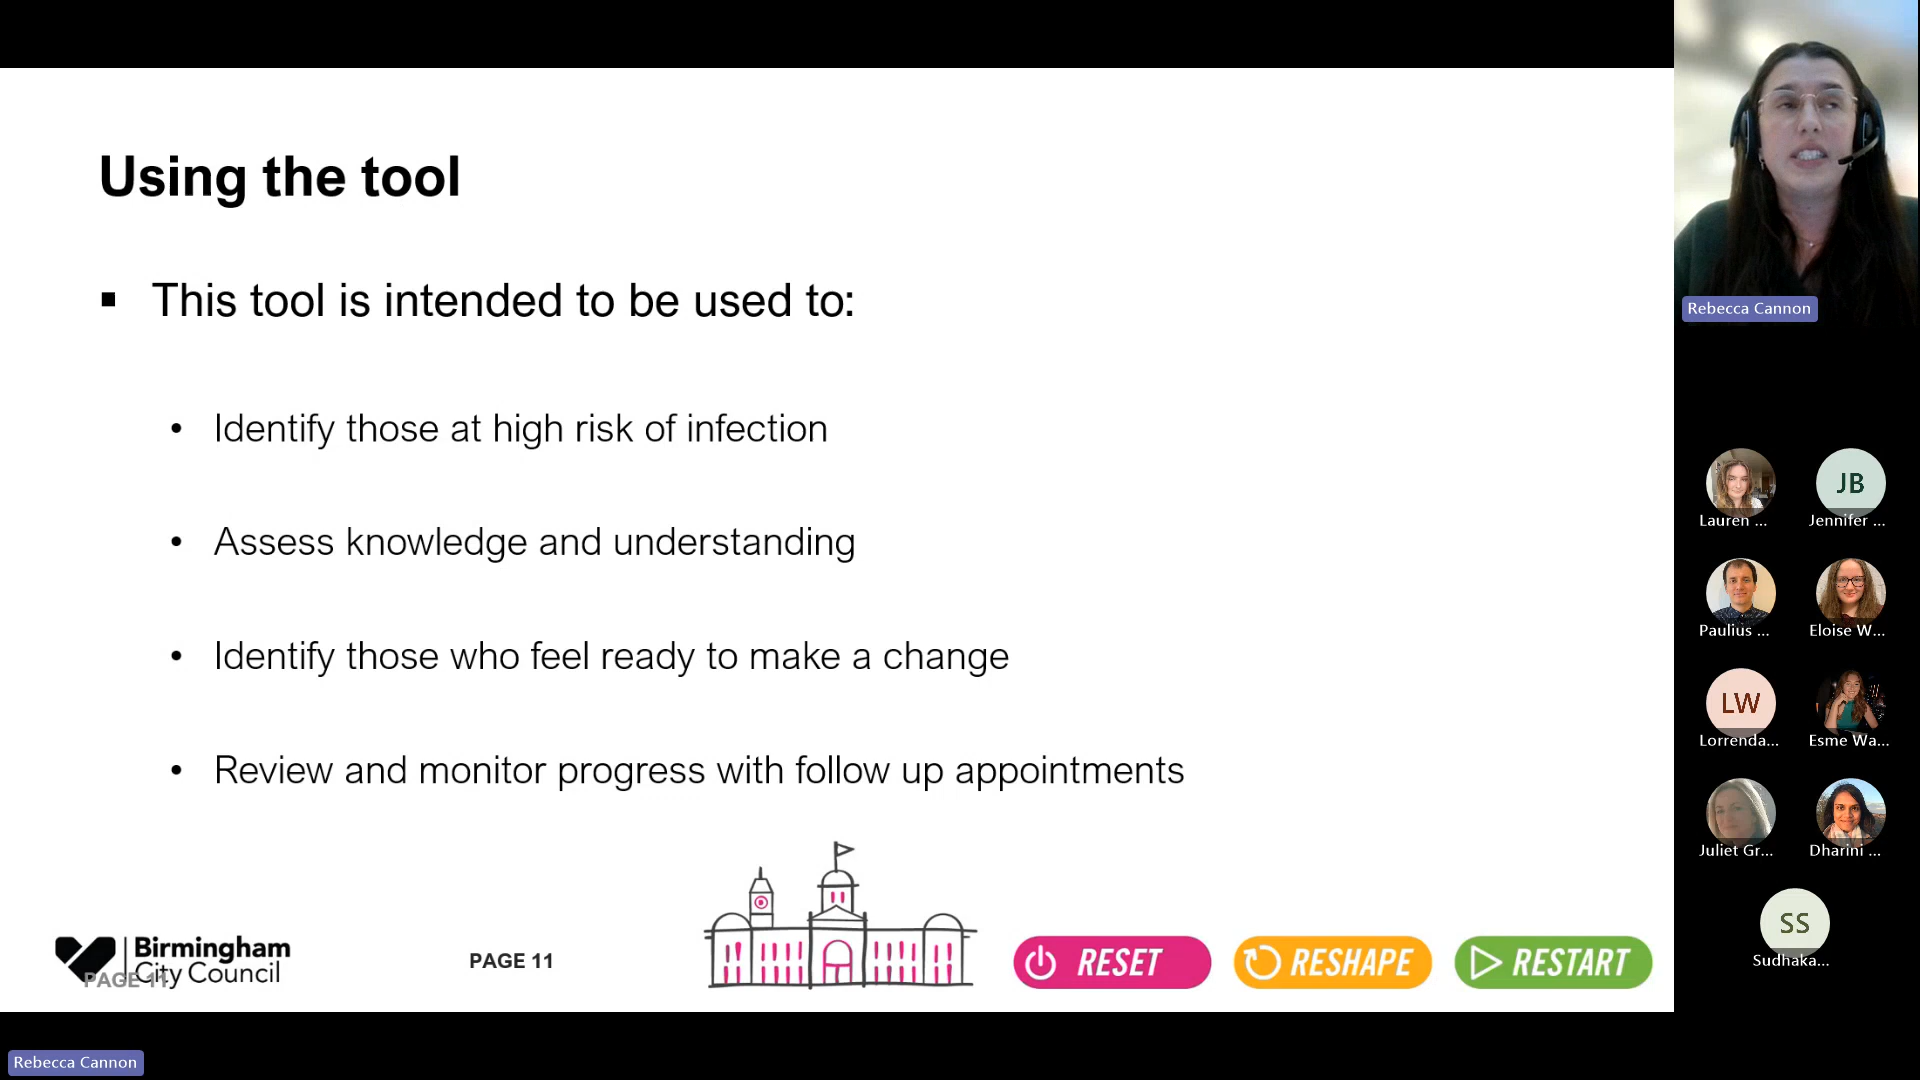 Using the tool
This tool is intended to be used to:
Identify those at high risk of infection
Assess knowledge and understanding
Identify those who feel ready to make a change
Review and monitor progress with follow up appointments
Birmingham
City Council
PAGE 11
PAGE 11
RESET
RESHAPE
RESTART
Rebecca Cannon
Lauren ...
JB
Jennifer ...
Paulius ...
Eloise W...
LW
Lorrenda...
Esme Wa...
Juliet Gr...
Dharini ...
SS
Sudhaka...
Rebecca Cannon